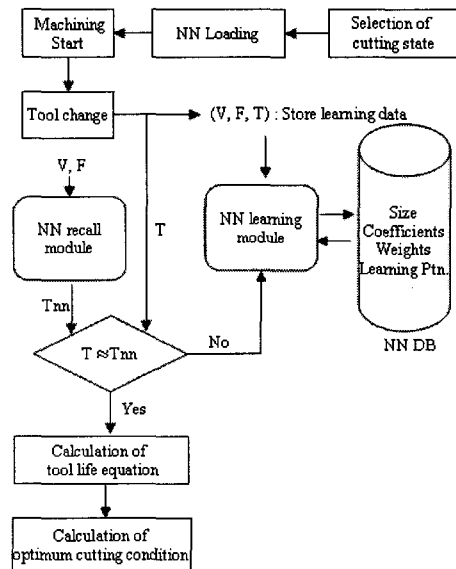 Machining
Start
NN Loading
Selection of
cutting state
Tool change
(V, F, T) : Store learning data
V, F
NN recall
module
T
NN learning
module
Size
Coefficients
Weights
Learning Ptn.
NN DB
Tnn
T ≈Tnn
No
Yes
Calculation of
tool life equation
Calculation of
optimum cutting condition